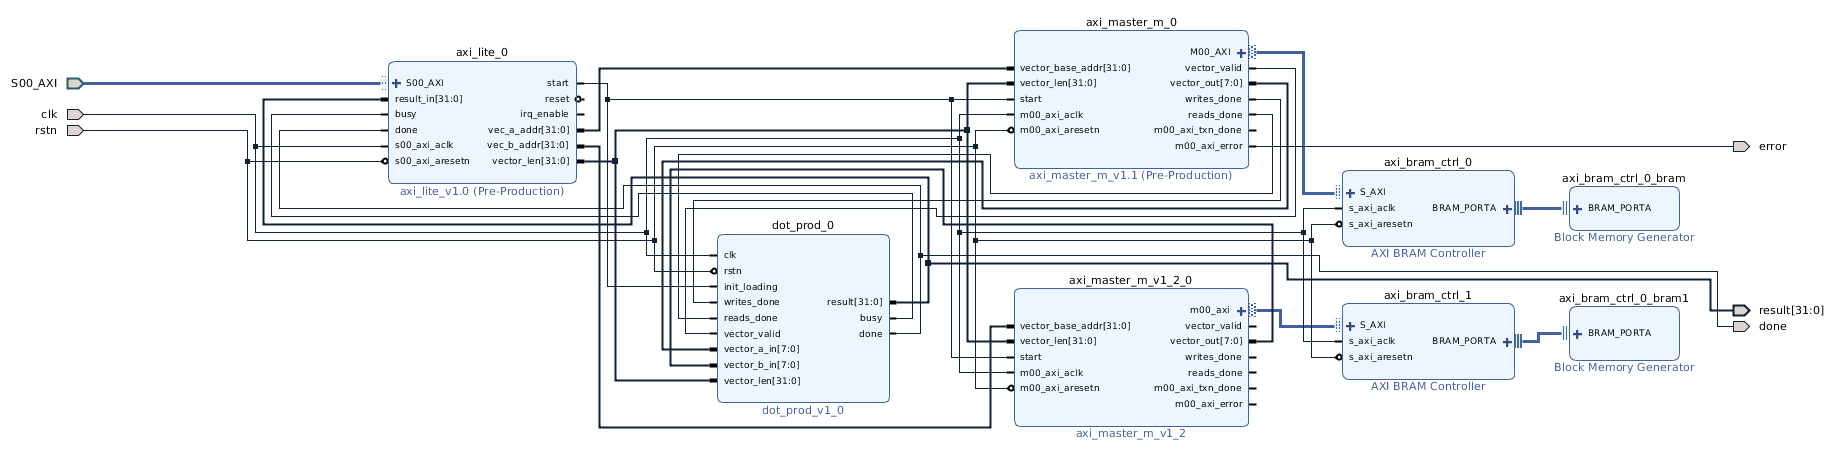 S00_AXI
clk
rstn
axi_lite_0
S00_AXI
result_in[31:0]
busy
done
s00_axi_aclk
s00_axi_aresetn
start
reset
irq_enable
vec_a_addr[31:0]
vec_b_addr[31:0]
vector_len[31:0]
axi_lite_v1.0 (Pre-Production)
dot_prod_0
clk
rstn
init_loading
writes_done
reads_done
vector_valid
vector_a_in[7:0]
vector_b_in[7:0]
vector_len[31:0]
result[31:0]
busy
done
dot_prod_v1_0
axi_master_m_0
vector_base_addr[31:0]
vector_len[31:0]
start
m00_axi_aclk
m00_axi_aresetn
M00_AXI
vector_valid
vector_out[7:0]
writes_done
reads_done
m00_axi_txn_done
m00_axi_error
axi_master_m_v1.1 (Pre-Production)
axi_master_m_v1_2_0
vector_base_addr[31:0]
vector_len[31:0]
start
m00_axi_aclk
m00_axi_aresetn
m00_axi
vector_valid
vector_out[7:0]
writes_done
reads_done
m00_axi_txn_done
m00_axi_error
axi_master_m_v1_2
axi_bram_ctrl_0
S_AXI
s_axi_aclk
s_axi_aresetn
BRAM_PORTA
AXI BRAM Controller
axi_bram_ctrl_0_bram
BRAM_PORTA
Block Memory Generator
axi_bram_ctrl_1
S_AXI
s_axi_aclk
s_axi_aresetn
BRAM_PORTA
AXI BRAM Controller
axi_bram_ctrl_0_bram1
BRAM_PORTA
Block Memory Generator
error
result[31:0]
done